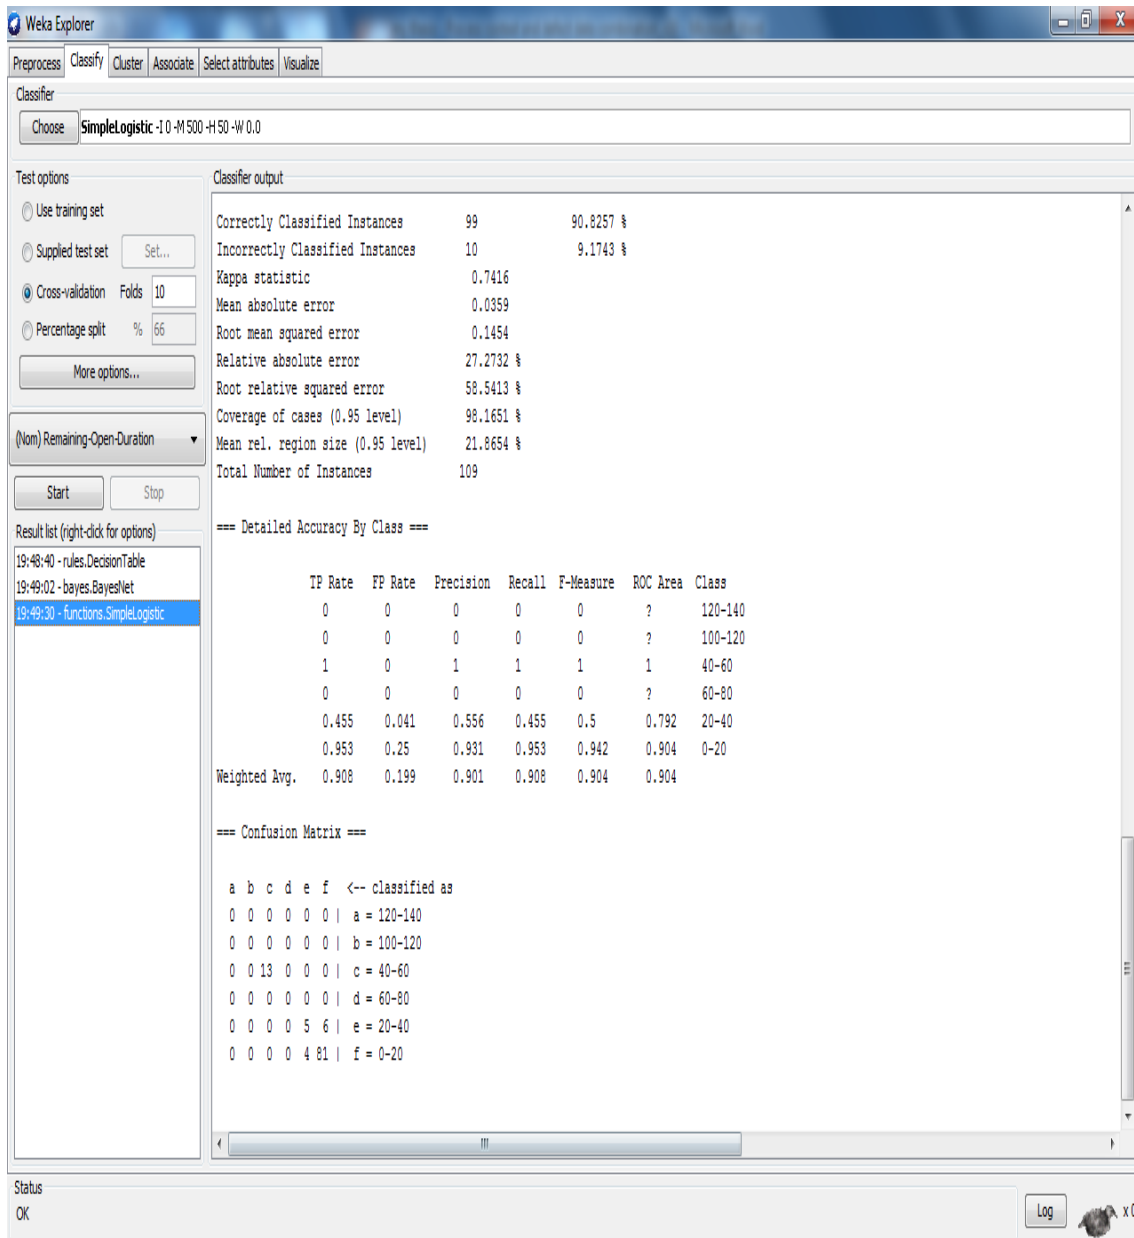 Weka Explorer
Preprocess Classify Cluster Associate Select attributes Visualize
Classifier
Choose SimpleLogistic -I 0 -M 500 -H 50 -W 0.0
Test options
Use training set
Supplied test set Set...
Cross-validation Folds 10
Percentage split % 66
More options...
(Nom) Remaining-Open-Duration
Start Stop
Result list (right-click for options)
19:48:40 - rules.DecisionTable
19:49:02 - bayes.BayesNet
19:49:30 - functions.SimpleLogistic
Classifier output
Correctly Classified Instances 99 90.8257 %
Incorrectly Classified Instances 10 9.1743 %
Kappa statistic 0.7416
Mean absolute error 0.0359
Root mean squared error 0.1454
Relative absolute error 27.2732 %
Root relative squared error 58.5413 %
Coverage of cases (0.95 level) 98.1651 %
Mean rel. region size (0.95 level) 21.8654 %
Total Number of Instances 109
=== Detailed Accuracy By Class ===
TP Rate FP Rate Precision Recall F-Measure ROC Area Class
0 0 0 0 0 ? 120-140
0 0 0 0 0 ? 100-120
1 0 1 1 1 1 40-60
0 0 0 0 0 ? 60-80
0.455 0.041 0.556 0.455 0.5 0.792 20-40
0.953 0.25 0.931 0.953 0.942 0.904 0-20
Weighted Avg. 0.908 0.199 0.901 0.908 0.904 0.904
=== Confusion Matrix ===
a b c d e f <-- classified as
0 0 0 0 0 0 | a = 120-140
0 0 0 0 0 0 | b = 100-120
0 0 13 0 0 0 | c = 40-60
0 0 0 0 0 0 | d = 60-80
0 0 0 0 5 6 | e = 20-40
0 0 0 0 4 81 | f = 0-20
Status
OK
Log
x 0